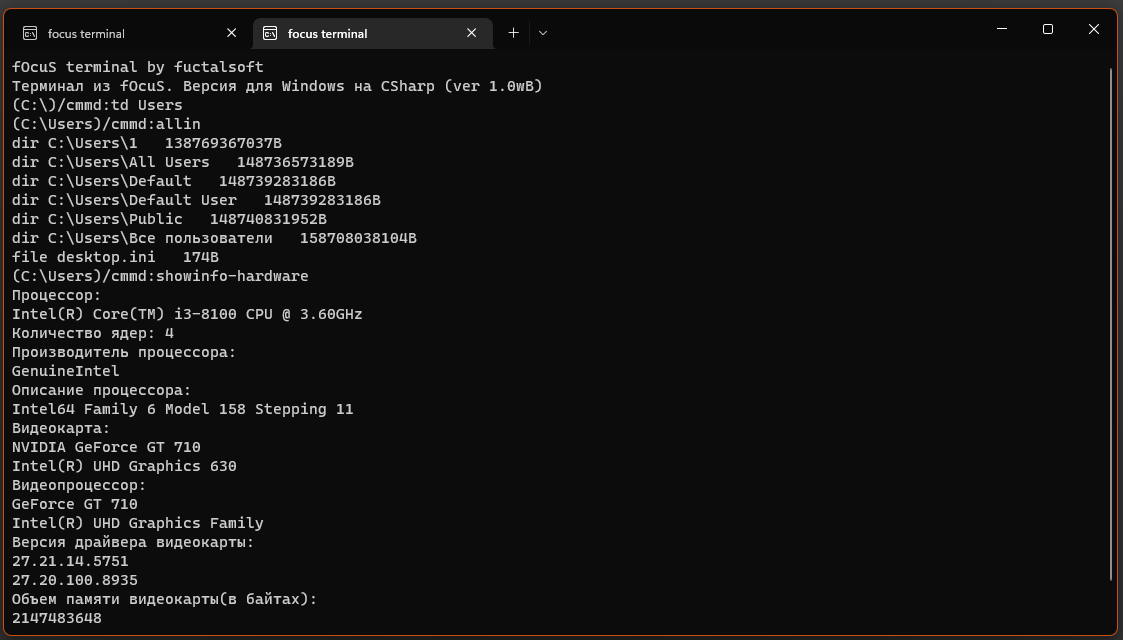 focus terminal
focus terminal
fOcuS terminal by fuctalsoft
Терминал из fOcuS. Версия для Windows на CSharp (ver 1.0wB)
(C:\)/cmmd:td Users
(C:\Users)/cmmd:allin
dir C:\Users\1   138769367037B
dir C:\Users\All Users   148736573189B
dir C:\Users\Default   148739283186B
dir C:\Users\Default User   148739283186B
dir C:\Users\Public   148740831952B
dir C:\Users\Все пользователи   158708038104B
file desktop.ini   174B
(C:\Users)/cmmd:showinfo-hardware
Процессор:
Intel(R) Core(TM) i3-8100 CPU @ 3.60GHz
Количество ядер: 4
Производитель процессора:
GenuineIntel
Описание процессора:
Intel64 Family 6 Model 158 Stepping 11
Видеокарта:
NVIDIA GeForce GT 710
Intel(R) UHD Graphics 630
Видеопроцессор:
GeForce GT 710
Intel(R) UHD Graphics Family
Версия драйвера видеокарты:
27.21.14.5751
27.20.100.8935
Объем памяти видеокарты(в байтах):
2147483648